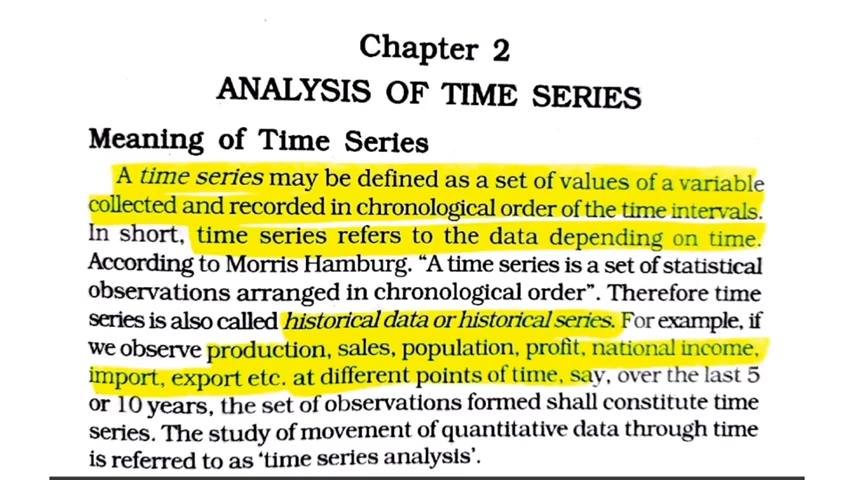 Chapter 2
ANALYSIS OF TIME SERIES
Meaning of Time Series
A time series may be defined as a set of values of a variable
collected and recorded in chronological order of the time intervals.
In short, time series refers to the data depending on time.
According to Morris Hamburg. “A time series is a set of statistical
observations arranged in chronological order”. Therefore time
series is also called historical data or historical series. For example, if
we observe production, sales, population, profit, national income,
import, export etc. at different points of time, say, over the last 5
or 10 years, the set of observations formed shall constitute time
series. The study of movement of quantitative data through time
is referred to as ‘time series analysis’.